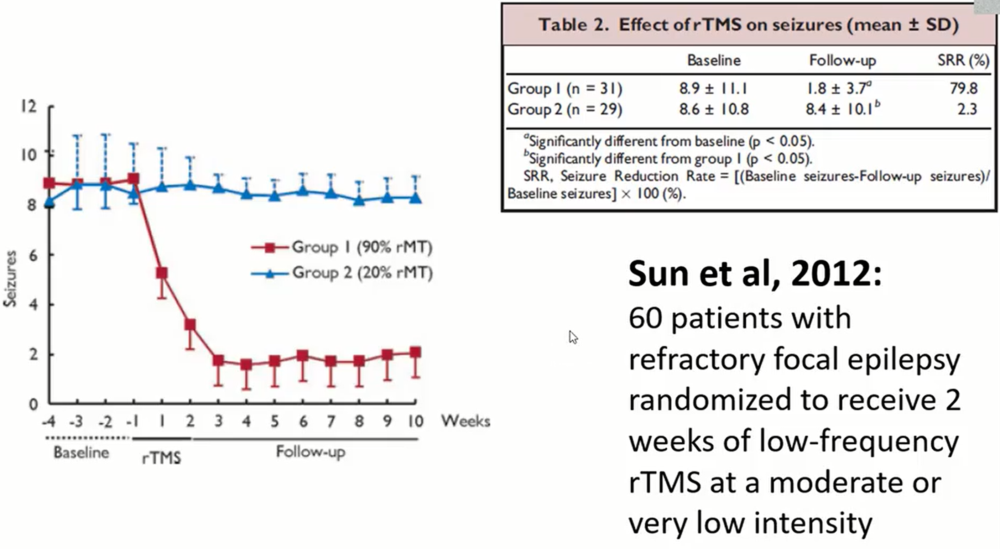 Table 2. Effect of rTMS on seizures (mean ± SD)
Baseline Follow-up SRR (%)
Group 1 (n = 31) 8.9 ± 11.1 1.8 ± 3.7a 79.8
Group 2 (n = 29) 8.6 ± 10.8 8.4 ± 10.1b 2.3
aSignificantly different from baseline (p < 0.05).
bSignificantly different from group 1 (p < 0.05).
SRR, Seizure Reduction Rate = [(Baseline seizures-Follow-up seizures)/
Baseline seizures] × 100 (%).
12
10
8
6
4
2
0
Seizures
Group 1 (90% rMT)
Group 2 (20% rMT)
-4 -3 -2 -1 1 2 3 4 5 6 7 8 9 10 Weeks
Baseline rTMS Follow-up
Sun et al, 2012:
60 patients with
refractory focal epilepsy
randomized to receive 2
weeks of low-frequency
rTMS at a moderate or
very low intensity